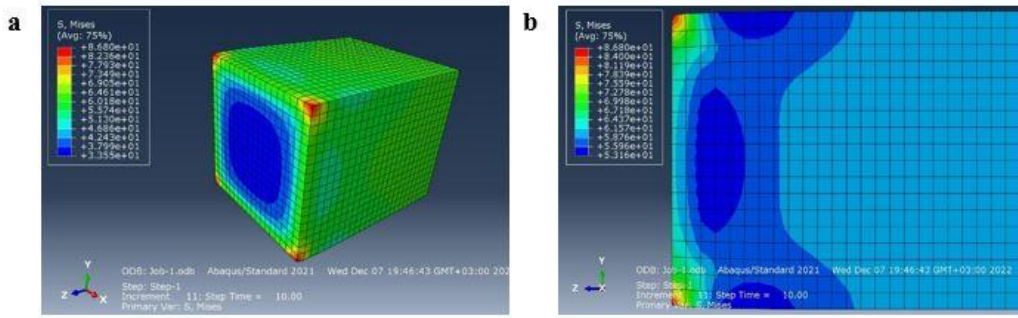 a
S, Mises
(Avg: 75%)
+8.680e+01
+8.236e+01
+7.793e+01
+7.349e+01
+6.905e+01
+6.461e+01
+6.018e+01
+5.574e+01
+5.130e+01
+4.686e+01
+4.243e+01
+3.799e+01
+3.355e+01
Y
Z
X
ODB: Job-1.odb Abaqus/Standard 2021 Wed Dec 07 19:46:43 GMT+03:00 202
Step: Step-1
Increment 11: Step Time = 10.00
Primary Var: S, Mises
b
S, Mises
(Avg: 75%)
+8.680e+01
+8.400e+01
+8.119e+01
+7.839e+01
+7.559e+01
+7.278e+01
+6.998e+01
+6.718e+01
+6.437e+01
+6.157e+01
+5.876e+01
+5.596e+01
+5.316e+01
Y
Z
X
ODB: Job-1.odb Abaqus/Standard 2021 Wed Dec 07 19:46:43 GMT+03:00 2022
Step: Step-1
Increment 11: Step Time = 10.00
Primary Var: S, Mises